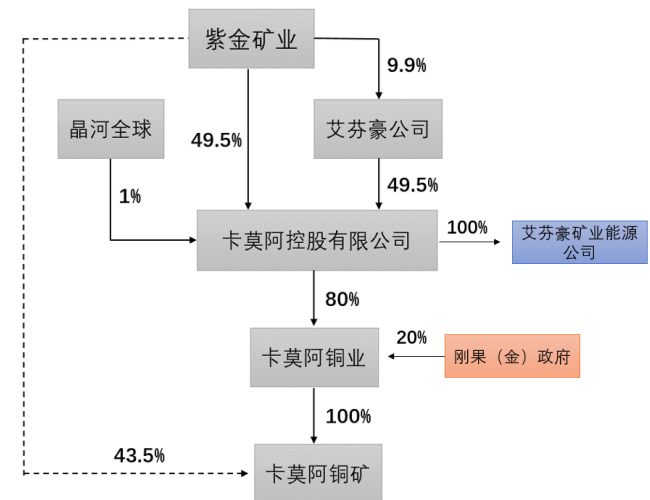 紫金矿业
9.9%
晶河全球
49.5%
艾芬豪公司
1%
49.5%
卡莫阿控股有限公司
100%
艾芬豪矿业能源
公司
80%
卡莫阿铜业
20%
刚果（金）政府
100%
43.5%
卡莫阿铜矿